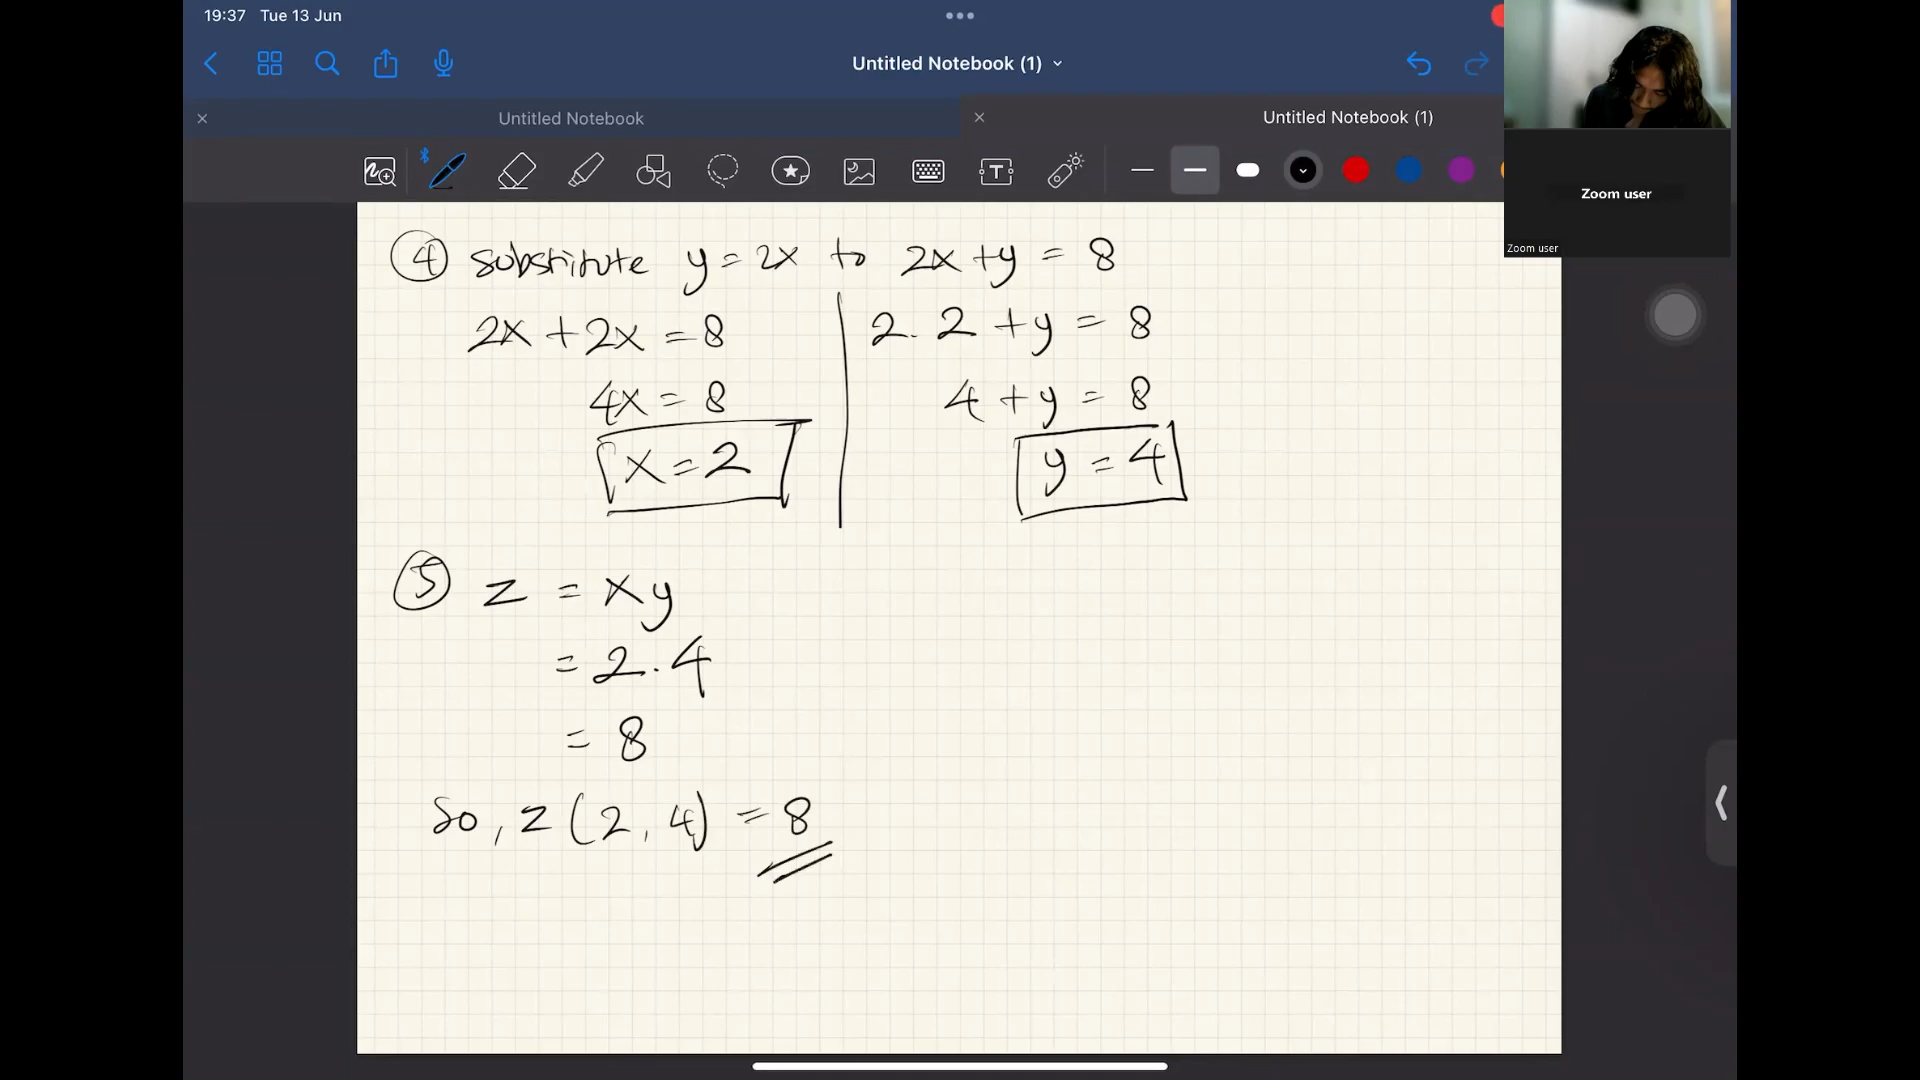 19:37 Tue 13 Jun
Untitled Notebook (1)
Untitled Notebook
Untitled Notebook (1)
T
Zoom user
Zoom user
④ substitute y = 2x to 2x + y = 8
2x + 2x = 8
4x = 8
x = 2
2. 2 + y = 8
4 + y = 8
y = 4
⑤ z = xy
= 2.4
= 8
So, z (2, 4) = 8